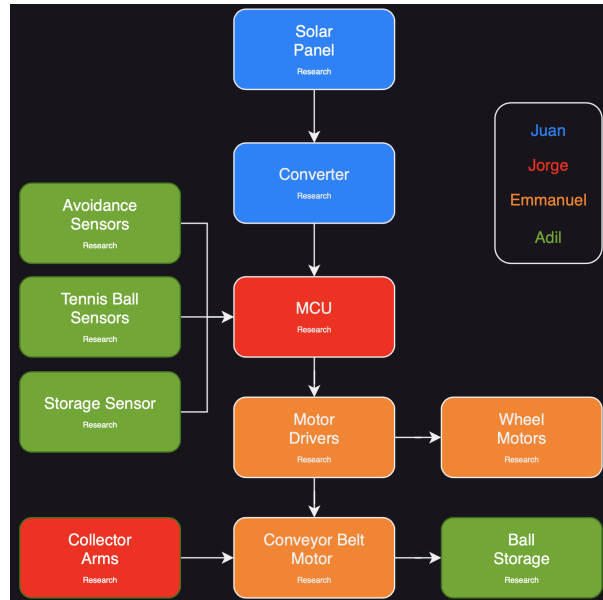 Solar
Panel
Research
Converter
Research
Juan
Jorge
Emmanuel
Adil
Avoidance
Sensors
Research
Tennis Ball
Sensors
Research
MCU
Research
Storage Sensor
Research
Motor
Drivers
Research
Wheel
Motors
Research
Collector
Arms
Research
Conveyor Belt
Motor
Research
Ball
Storage
Research